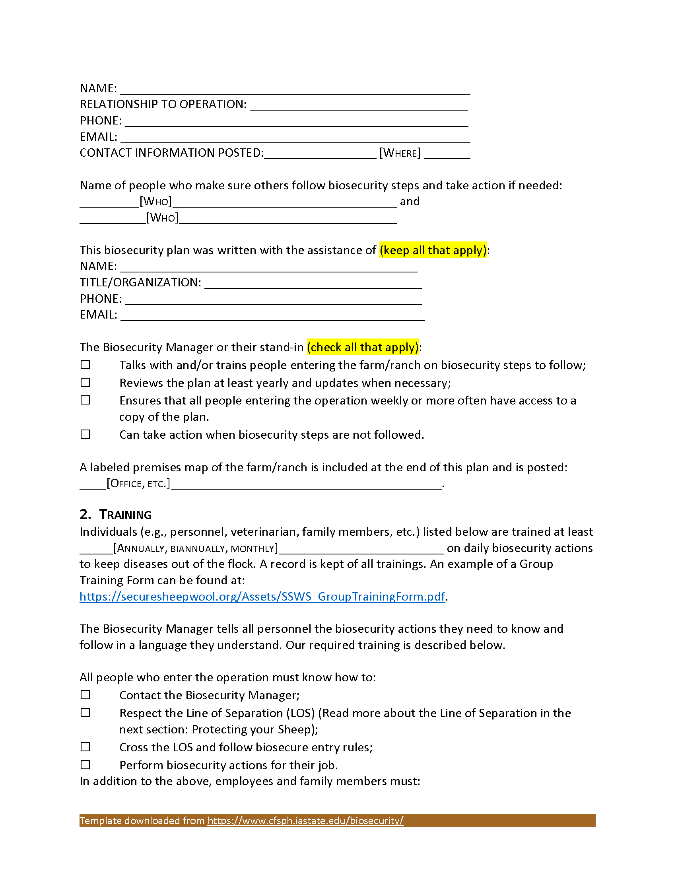 NAME: ____________________________________________________
RELATIONSHIP TO OPERATION: _________________________________
PHONE: ___________________________________________________
EMAIL: ____________________________________________________
CONTACT INFORMATION POSTED:_________________ [WHERE] _______
Name of people who make sure others follow biosecurity steps and take action if needed:
_________[WHO]__________________________________ and
__________[WHO]_________________________________
This biosecurity plan was written with the assistance of (keep all that apply):
NAME: ____________________________________________
TITLE/ORGANIZATION: _________________________________
PHONE: ____________________________________________
EMAIL: ______________________________________________
The Biosecurity Manager or their stand-in (check all that apply):
☐ Talks with and/or trains people entering the farm/ranch on biosecurity steps to follow;
☐ Reviews the plan at least yearly and updates when necessary;
☐ Ensures that all people entering the operation weekly or more often have access to a
copy of the plan.
☐ Can take action when biosecurity steps are not followed.
A labeled premises map of the farm/ranch is included at the end of this plan and is posted:
____[OFFICE, ETC.]_________________________________________.
2. TRAINING
Individuals (e.g., personnel, veterinarian, family members, etc.) listed below are trained at least
_____[ANNUALLY, BIANNUALLY, MONTHLY]_________________________ on daily biosecurity actions
to keep diseases out of the flock. A record is kept of all trainings. An example of a Group
Training Form can be found at:
https://securesheepwool.org/Assets/SSWS_GroupTrainingForm.pdf.
The Biosecurity Manager tells all personnel the biosecurity actions they need to know and
follow in a language they understand. Our required training is described below.
All people who enter the operation must know how to:
☐ Contact the Biosecurity Manager;
☐ Respect the Line of Separation (LOS) (Read more about the Line of Separation in the
next section: Protecting your Sheep);
☐ Cross the LOS and follow biosecure entry rules;
☐ Perform biosecurity actions for their job.
In addition to the above, employees and family members must:
Template downloaded from https://www.cfsph.iastate.edu/biosecurity/